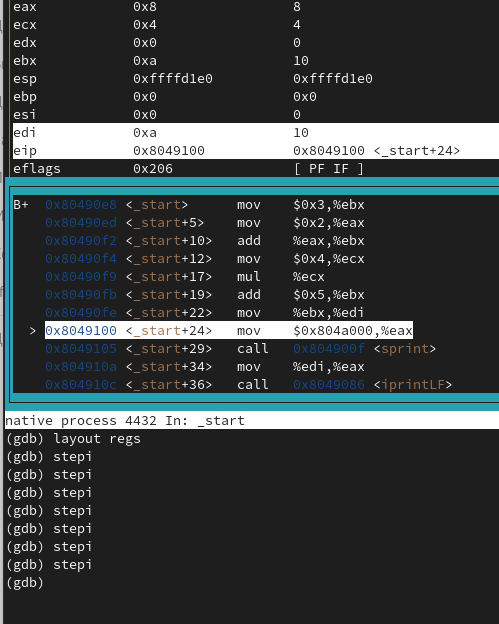 eax 0x8 8
ecx 0x4 4
edx 0x0 0
ebx 0xa 10
esp 0xffffd1e0 0xffffd1e0
ebp 0x0 0x0
esi 0x0 0
edi 0xa 10
eip 0x8049100 0x8049100 <_start+24>
eflags 0x206 [ PF IF ]
B+ 0x80490e8 <_start> mov $0x3,%ebx
0x80490ed <_start+5> mov $0x2,%eax
0x80490f2 <_start+10> add %eax,%ebx
0x80490f4 <_start+12> mov $0x4,%ecx
0x80490f9 <_start+17> mul %ecx
0x80490fb <_start+19> add $0x5,%ebx
0x80490fe <_start+22> mov %ebx,%edi
> 0x8049100 <_start+24> mov $0x804a000,%eax
0x8049105 <_start+29> call 0x804900f <sprint>
0x804910a <_start+34> mov %edi,%eax
0x804910c <_start+36> call 0x8049086 <iprintLF>
native process 4432 In: _start
(gdb) layout regs
(gdb) stepi
(gdb) stepi
(gdb) stepi
(gdb) stepi
(gdb) stepi
(gdb) stepi
(gdb) stepi
(gdb)